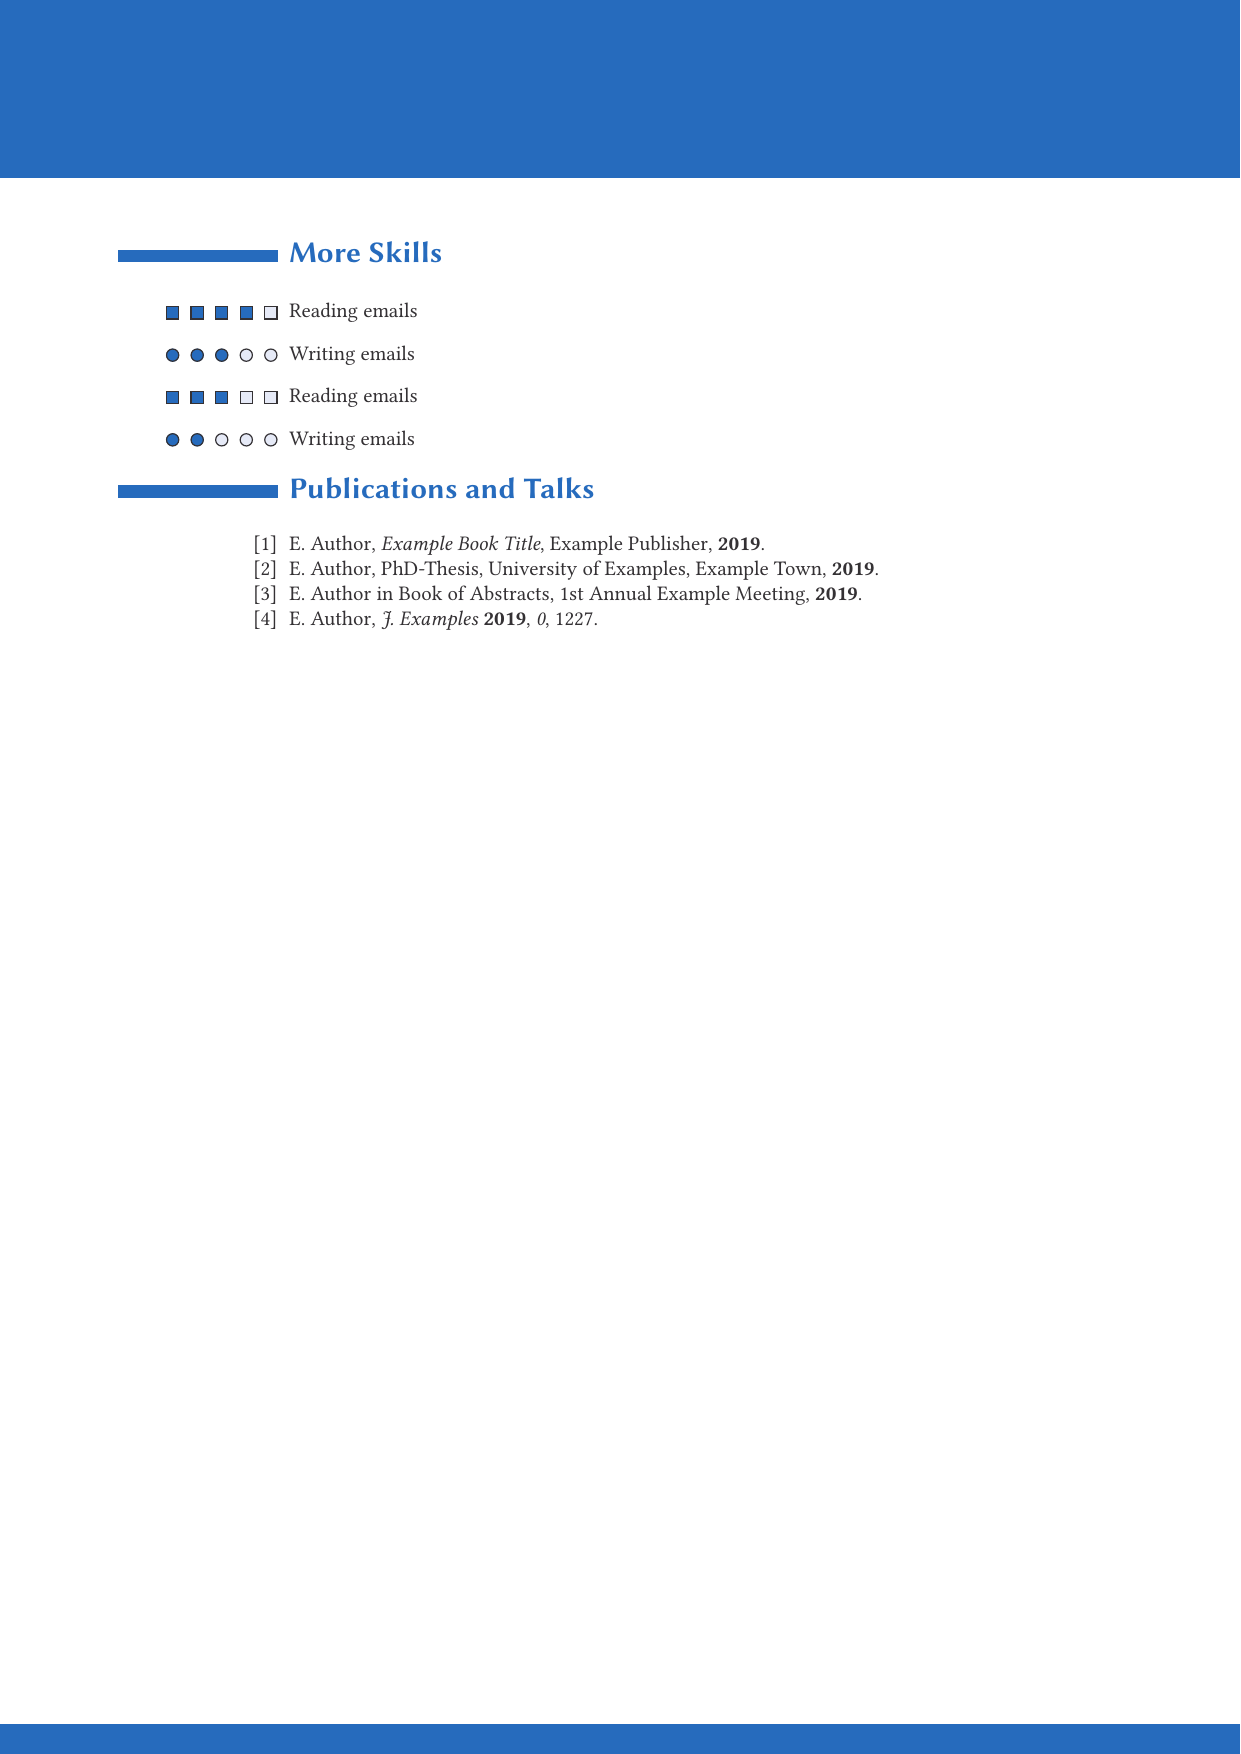 More Skills
Reading emails
Writing emails
Reading emails
Writing emails
Publications and Talks
[1] E. Author, Example Book Title, Example Publisher, 2019.
[2] E. Author, PhD-Thesis, University of Examples, Example Town, 2019.
[3] E. Author in Book of Abstracts, 1st Annual Example Meeting, 2019.
[4] E. Author, J. Examples 2019, 0, 1227.